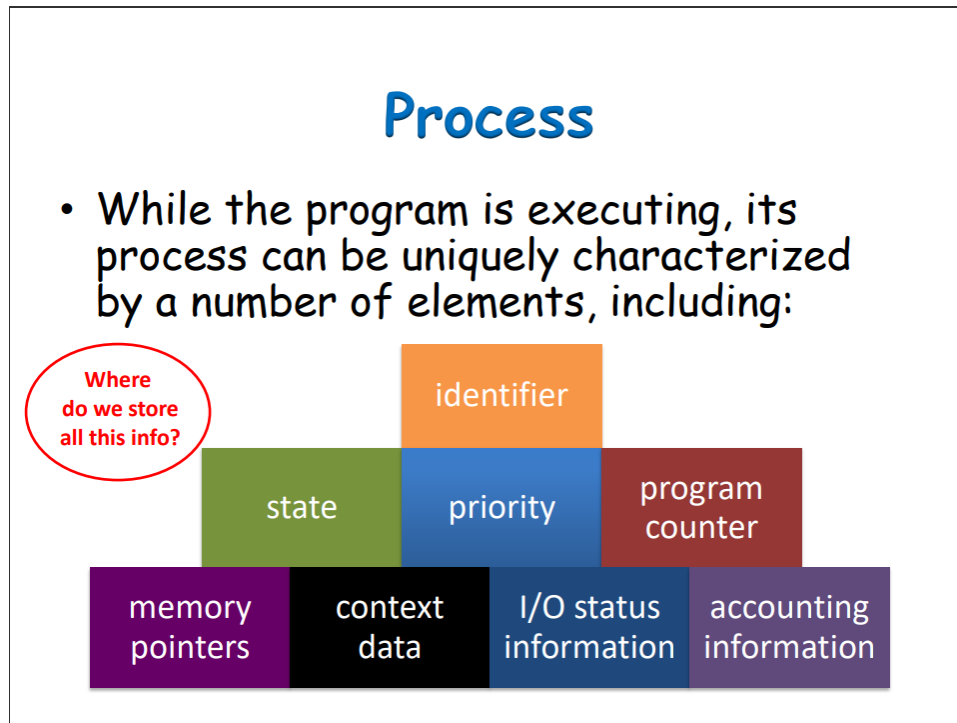 Process
• While the program is executing, its
process can be uniquely characterized
by a number of elements, including:
Where
do we store
all this info?
identifier
state
priority
program
counter
memory
pointers
context
data
I/O status
information
accounting
information